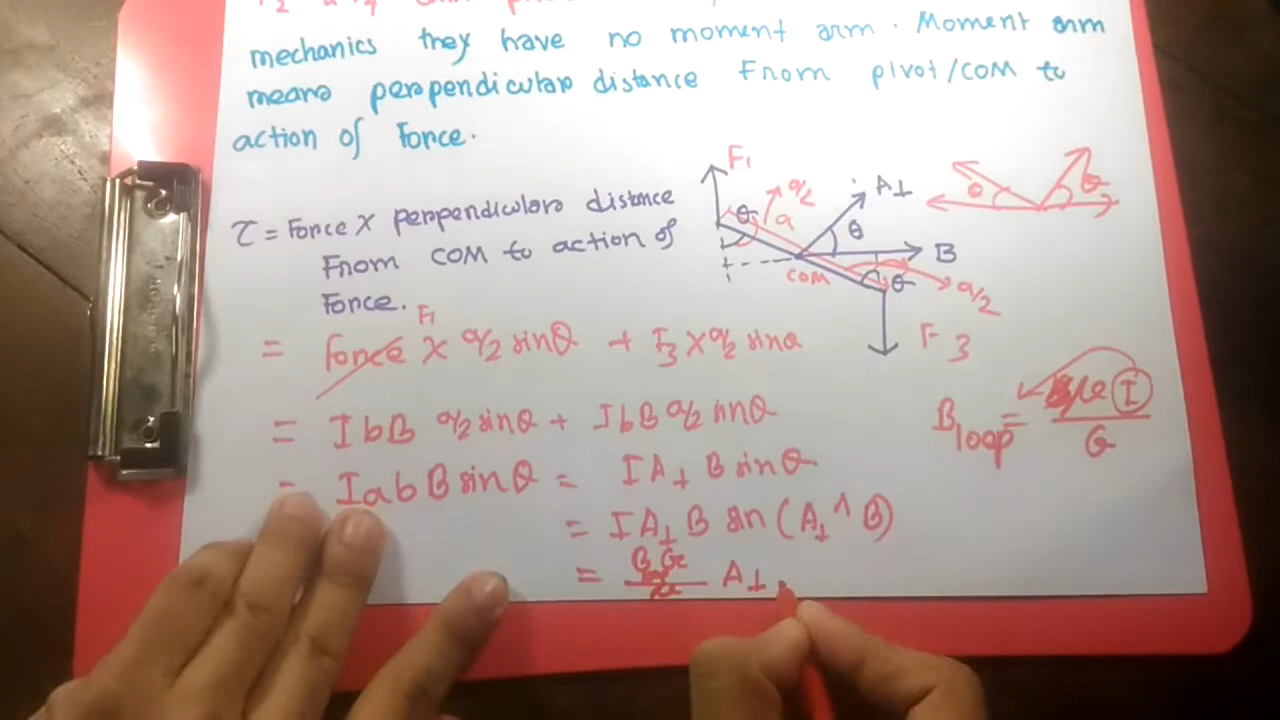 mechanics they have no moment arm. Moment arm
means perpendicular distance From pivot/COM to
action of Force.
τ = Force X perpendicular distance
From COM to action of
Force.
F1
= Force X a/2 sinθ + F3 X a/2 sinθ
= IbB a/2 sinθ + IbB a/2 sinθ
= IabB sinθ = IA⊥ B sinθ
= IA⊥ B sin (A⊥ ^ B)
= A⊥
F1
θ
a/2
a
A⊥
θ
B
COM
θ
a/2
F3
θ
θ
B loop = I
G